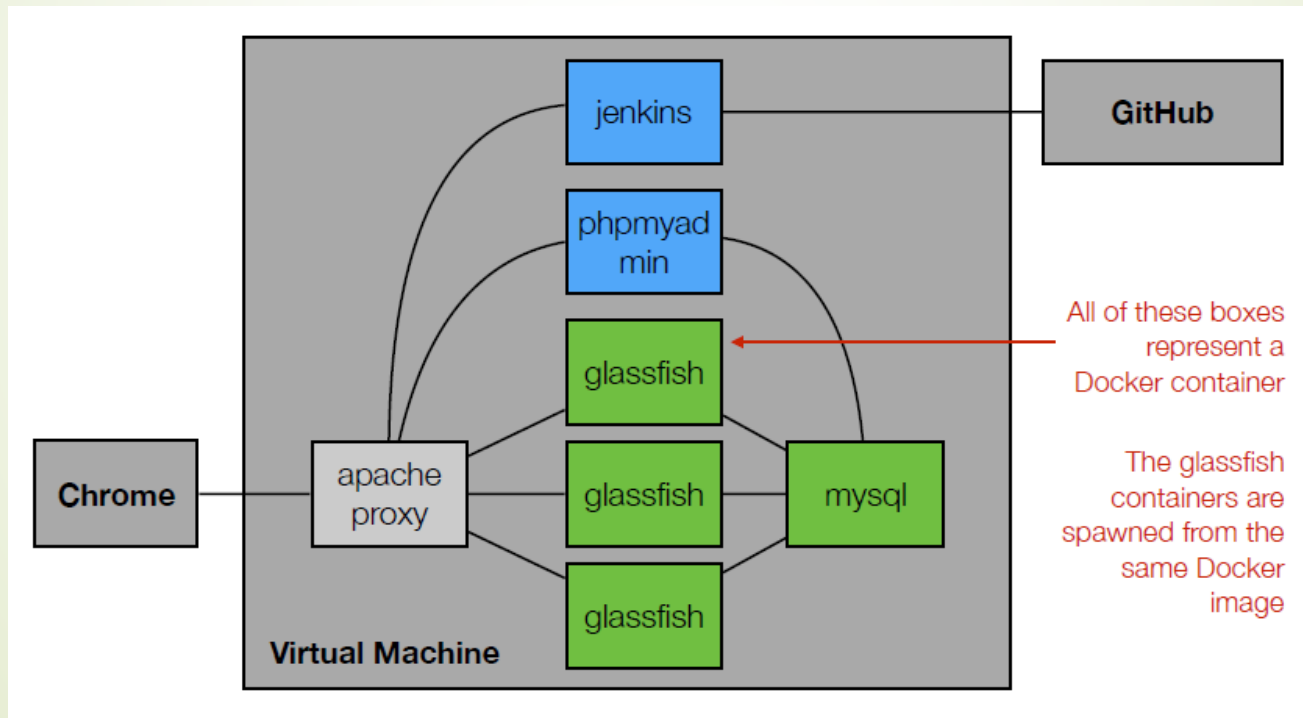 jenkins
GitHub
phpmyad
min
All of these boxes
represent a
Docker container
glassfish
Chrome
apache
proxy
glassfish
mysql
The glassfish
containers are
spawned from the
same Docker
image
glassfish
Virtual Machine